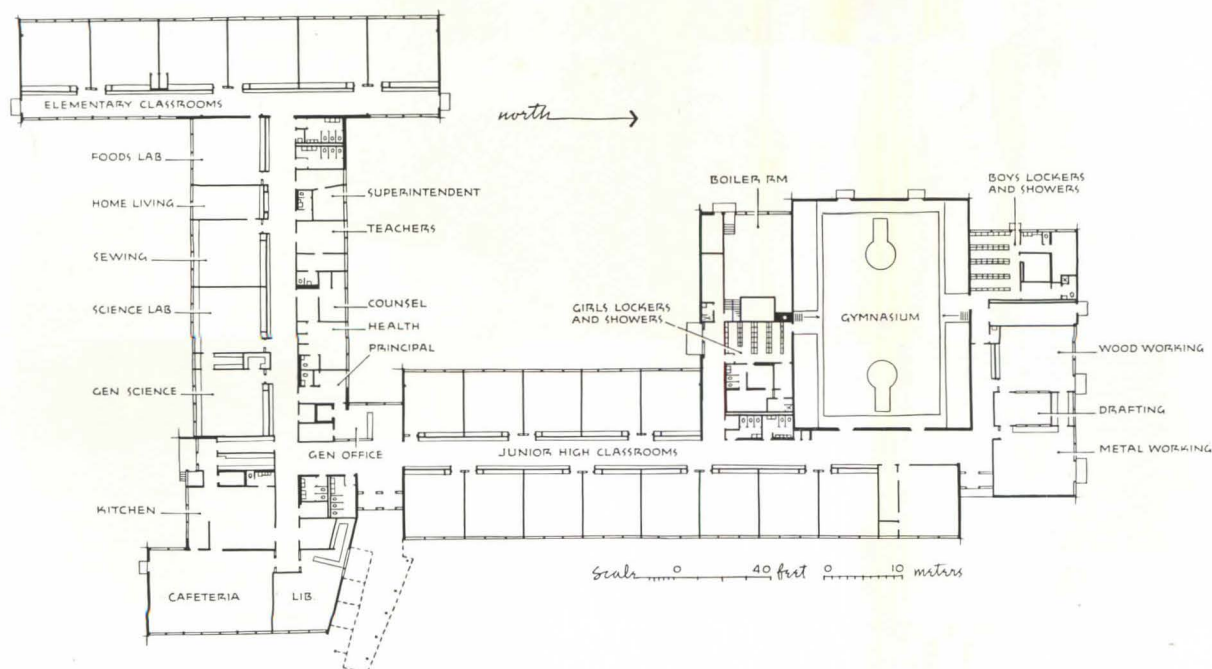 ELEMENTARY CLASSROOMS
north
FOODS LAB
HOME LIVING
SEWING
SCIENCE LAB
GEN SCIENCE
KITCHEN
CAFETERIA
LIB.
SUPERINTENDENT
TEACHERS
COUNSEL
HEALTH
PRINCIPAL
GEN OFFICE
JUNIOR HIGH CLASSROOMS
BOILER RM
GIRLS LOCKERS
AND SHOWERS
GYMNASIUM
BOYS LOCKERS
AND SHOWERS
WOOD WORKING
DRAFTING
METAL WORKING
Scale 0 40 feet 0 10 meters